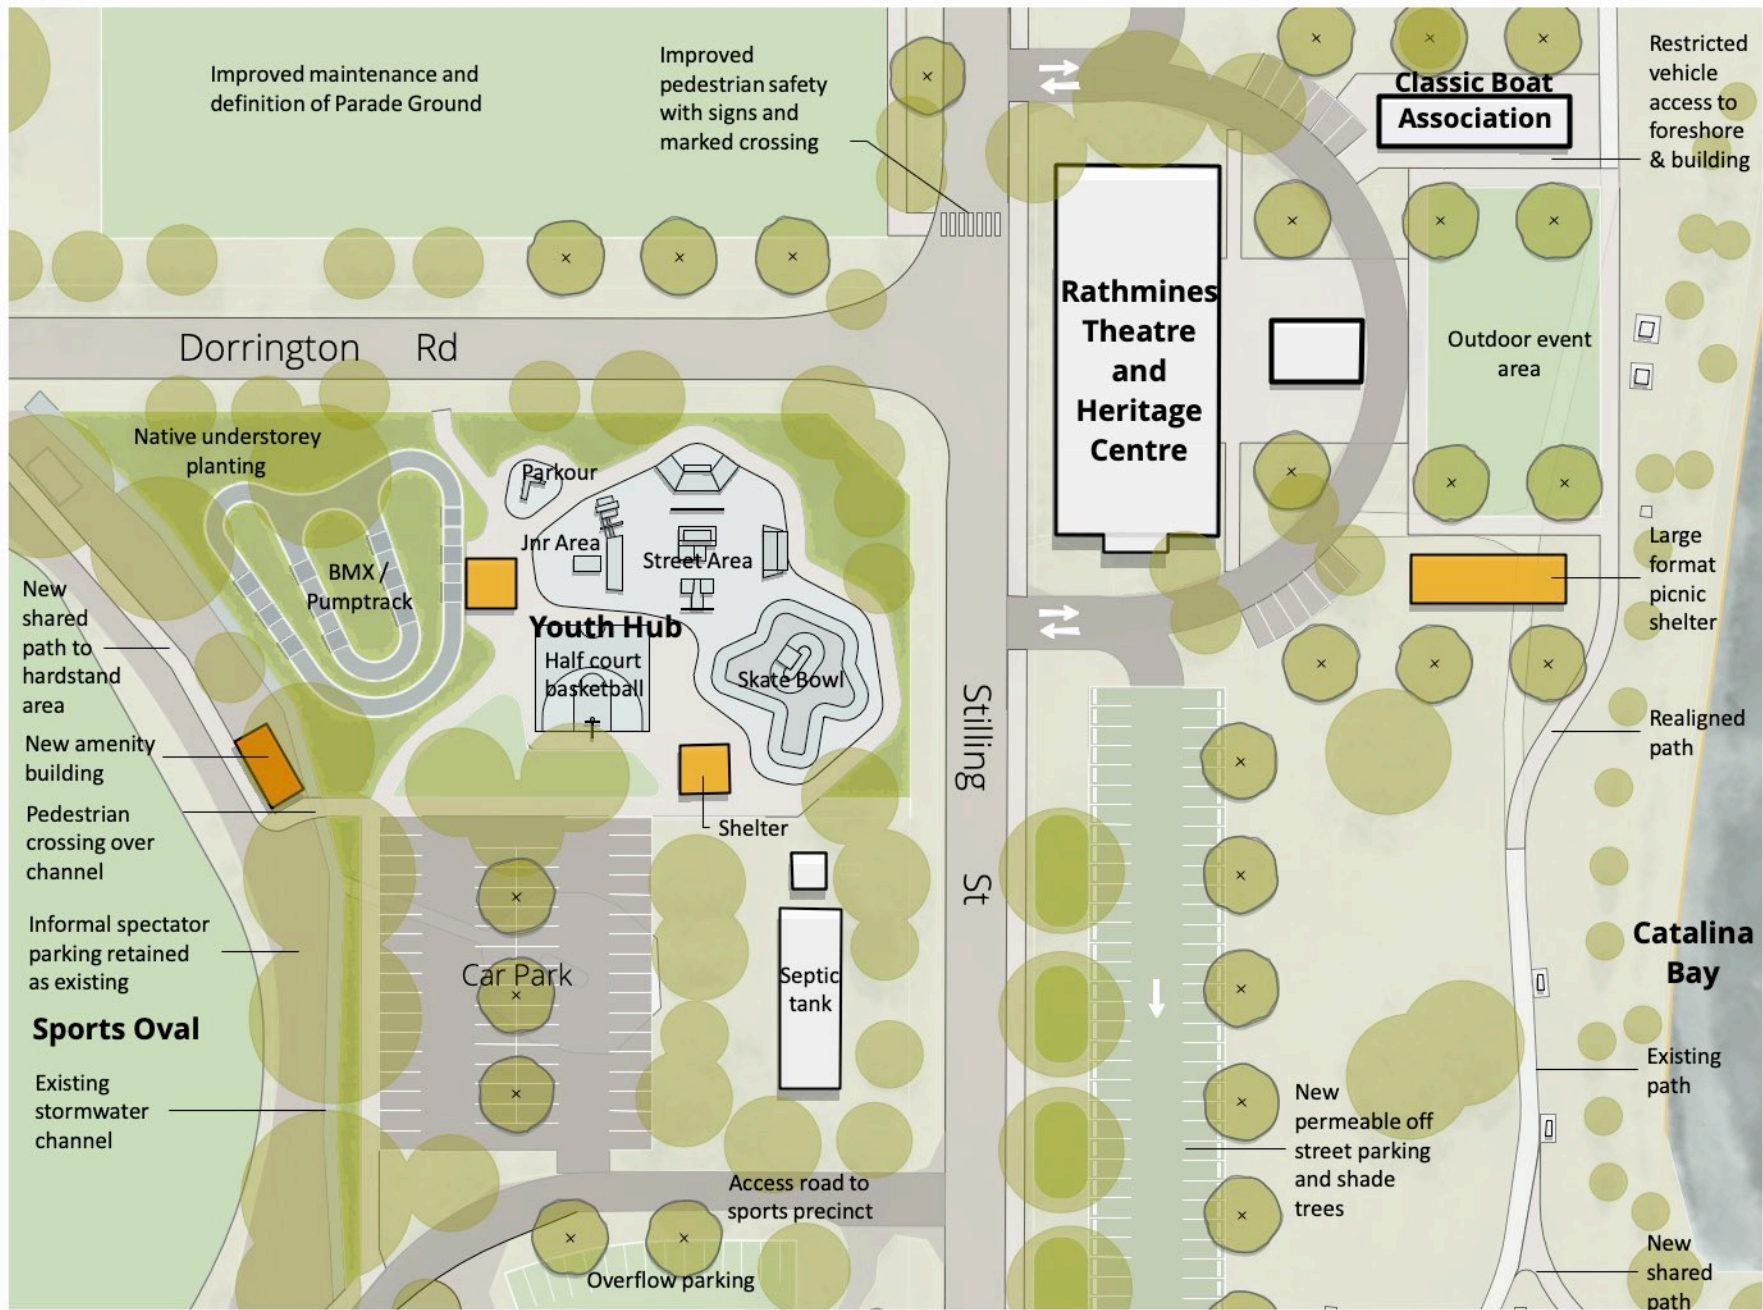 Improved maintenance and
definition of Parade Ground
Improved
pedestrian safety
with signs and
marked crossing
Classic Boat
Association
Restricted
vehicle
access to
foreshore
& building
Rathmines
Theatre
and
Heritage
Centre
Outdoor event
area
Dorrington Rd
Native understorey
planting
Parkour
Jnr Area
Street Area
BMX /
Pumptrack
Youth Hub
Half court
basketball
Skate Bowl
Large
format
picnic
shelter
New
shared
path to
hardstand
area
New amenity
building
Pedestrian
crossing over
channel
Shelter
Stilling St
Realigned
path
Informal spectator
parking retained
as existing
Car Park
Septic
tank
Catalina
Bay
Sports Oval
Existing
stormwater
channel
Existing
path
New
permeable off
street parking
and shade
trees
Access road to
sports precinct
Overflow parking
New
shared
path